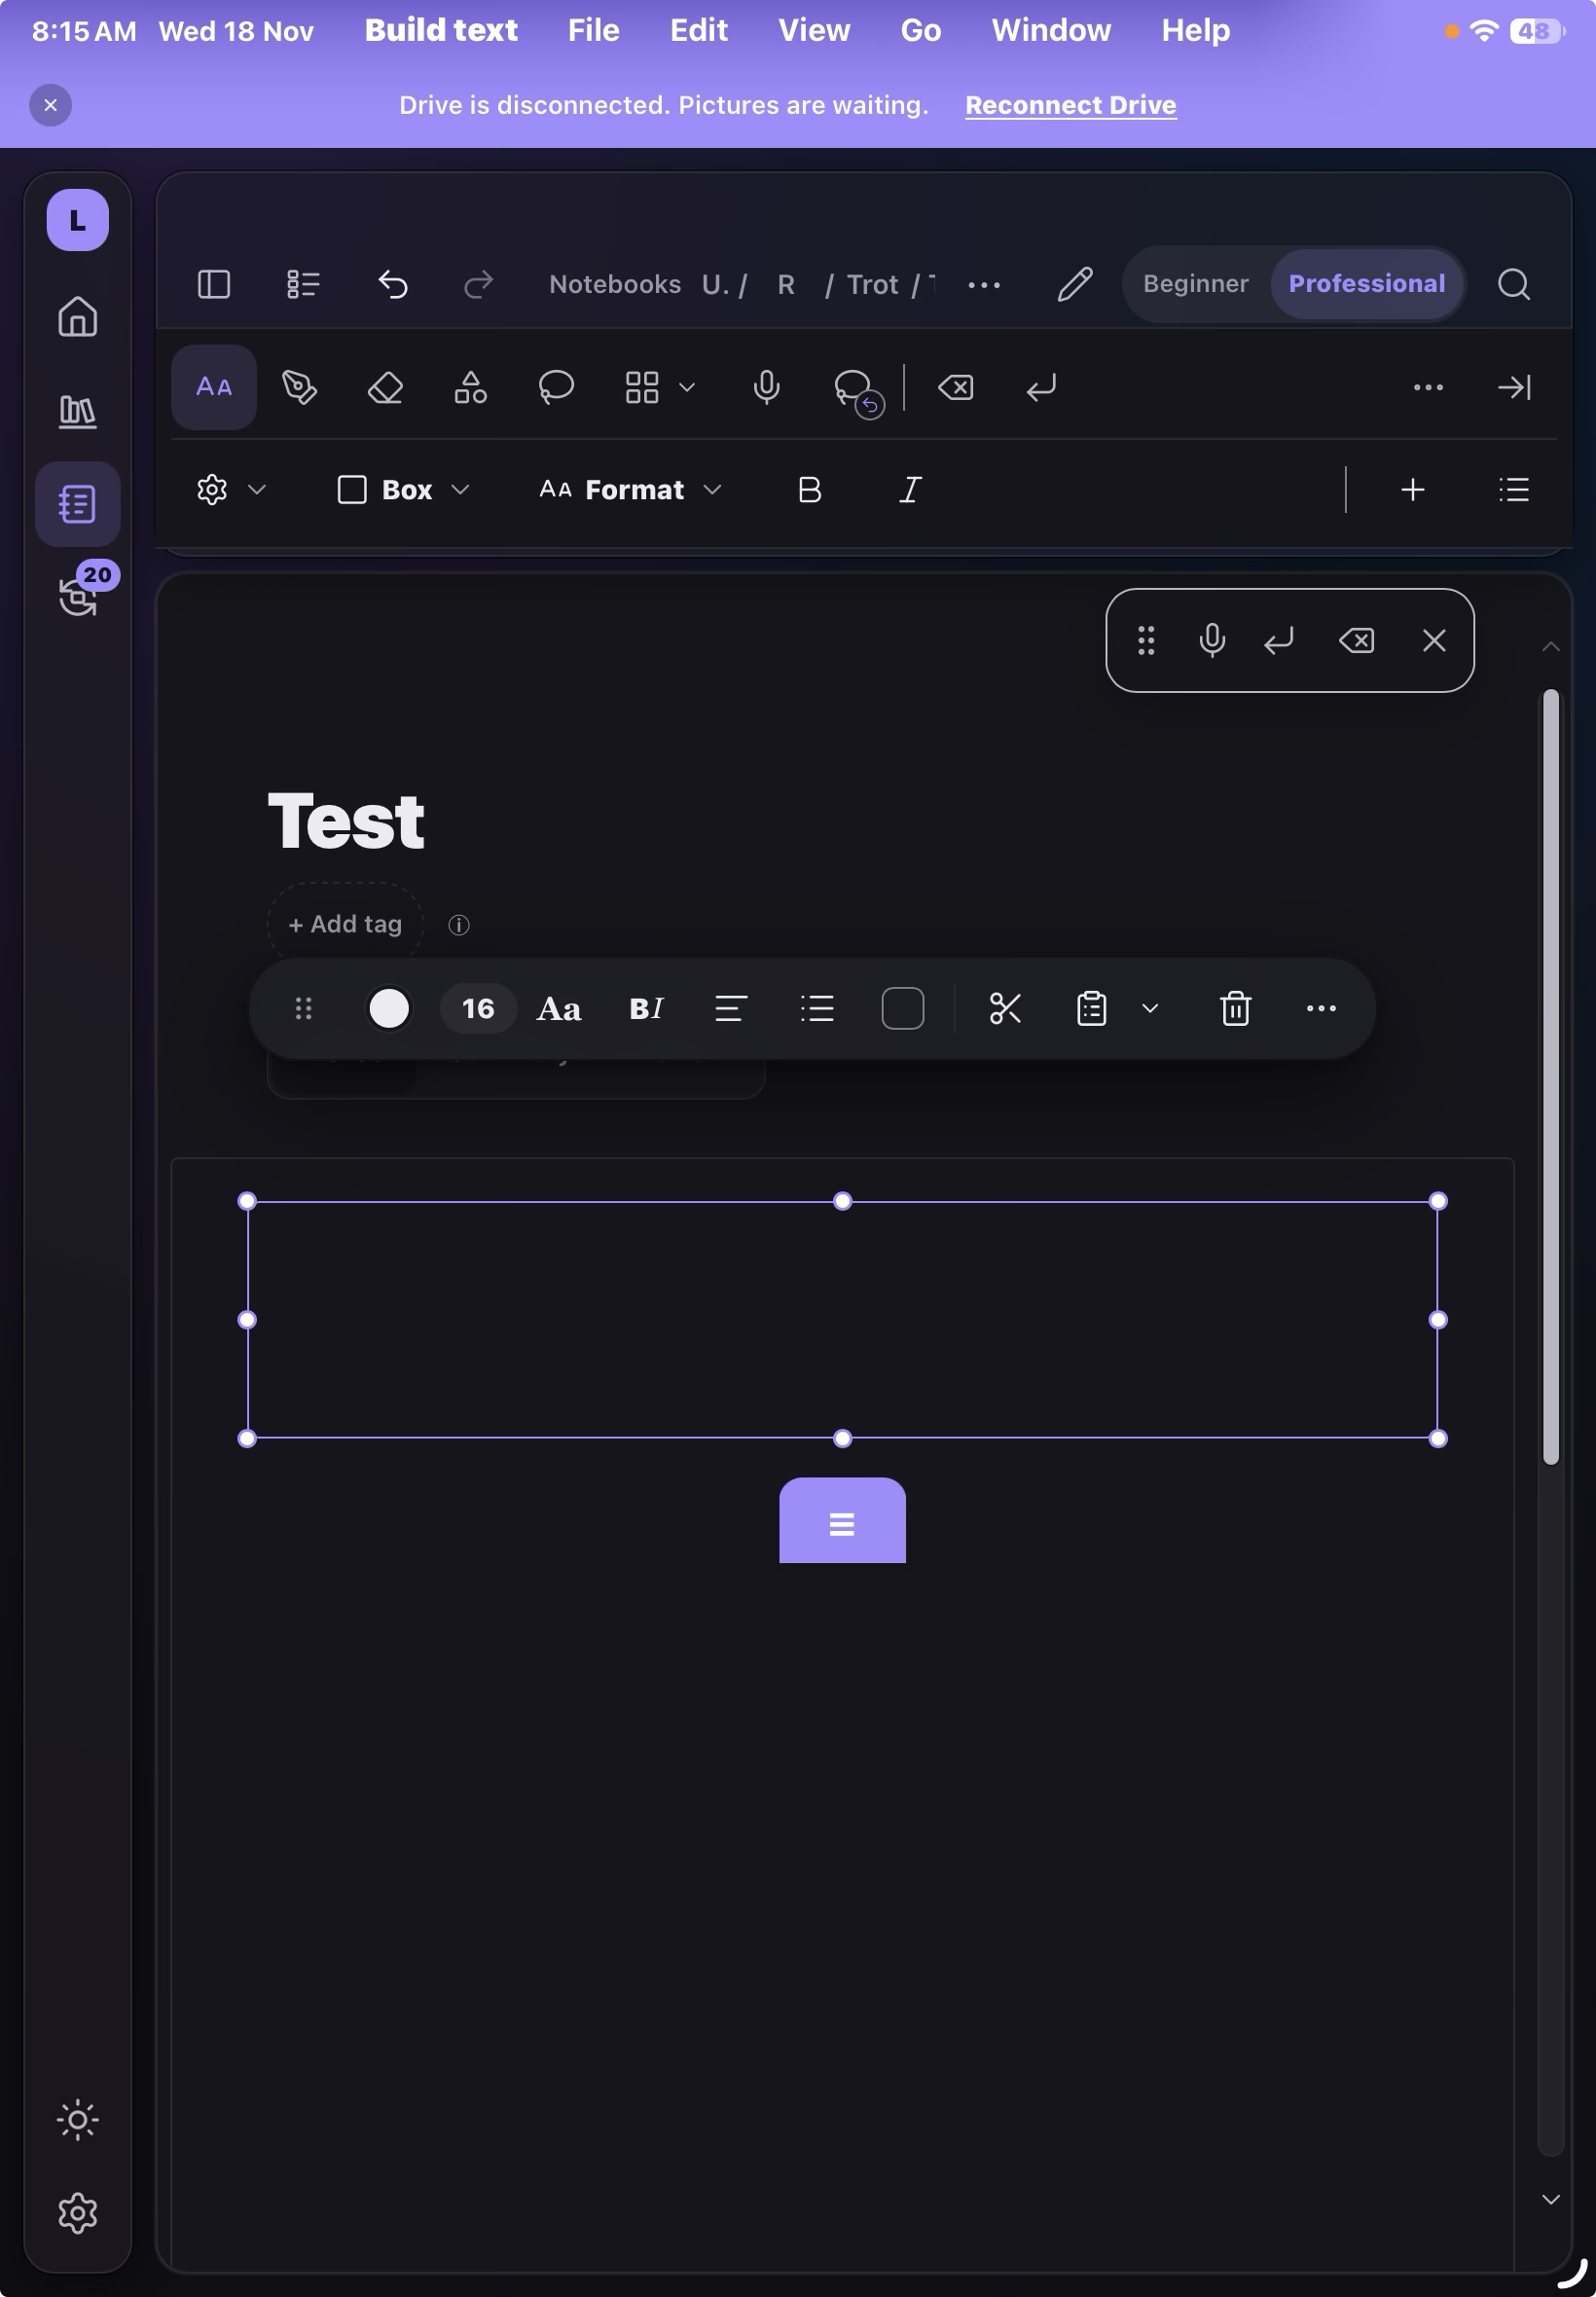 8:15 AM Wed 18 Nov Build text File Edit View Go Window Help 48
Drive is disconnected. Pictures are waiting. Reconnect Drive
L
Notebooks U. / R / Trot / Beginner Professional
AA
Box AA Format B I
20
Test
+ Add tag
16 Aa BI